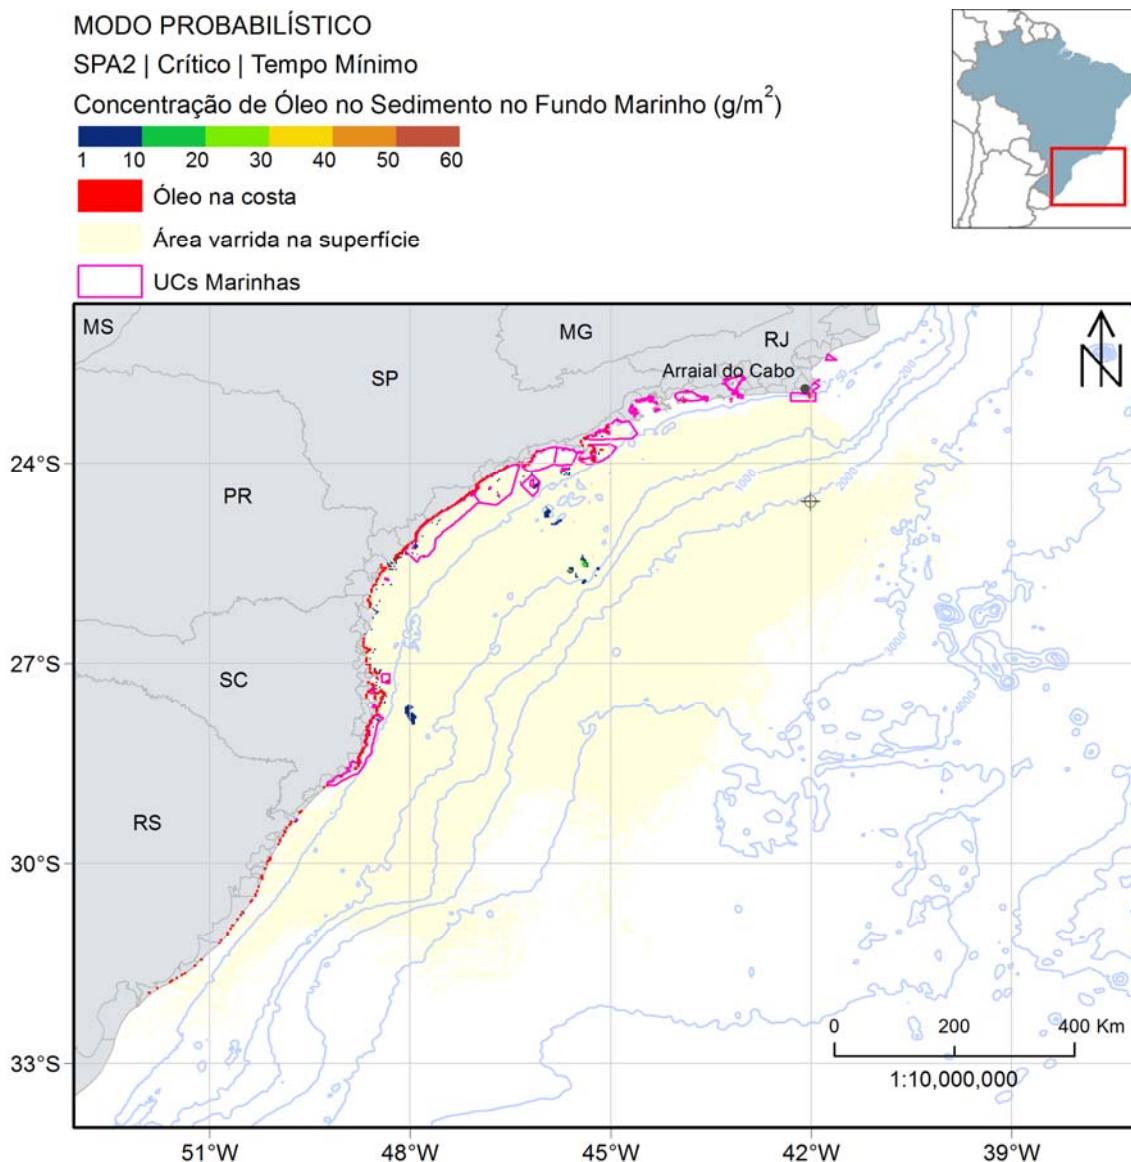 MODO PROBABILÍSTICO
SPA2 | Crítico | Tempo Mínimo
Concentração de Óleo no Sedimento no Fundo Marinho (g/m²)
1 10 20 30 40 50 60
Óleo na costa
Área varrida na superfície
UCs Marinhas
MS
MG
RJ
SP
Arraial do Cabo
50
200
N
24°S
1000
2000
PR
3000
27°S
SC
4000
RS
30°S
0 200 400 Km
33°S
1:10,000,000
51°W 48°W 45°W 42°W 39°W